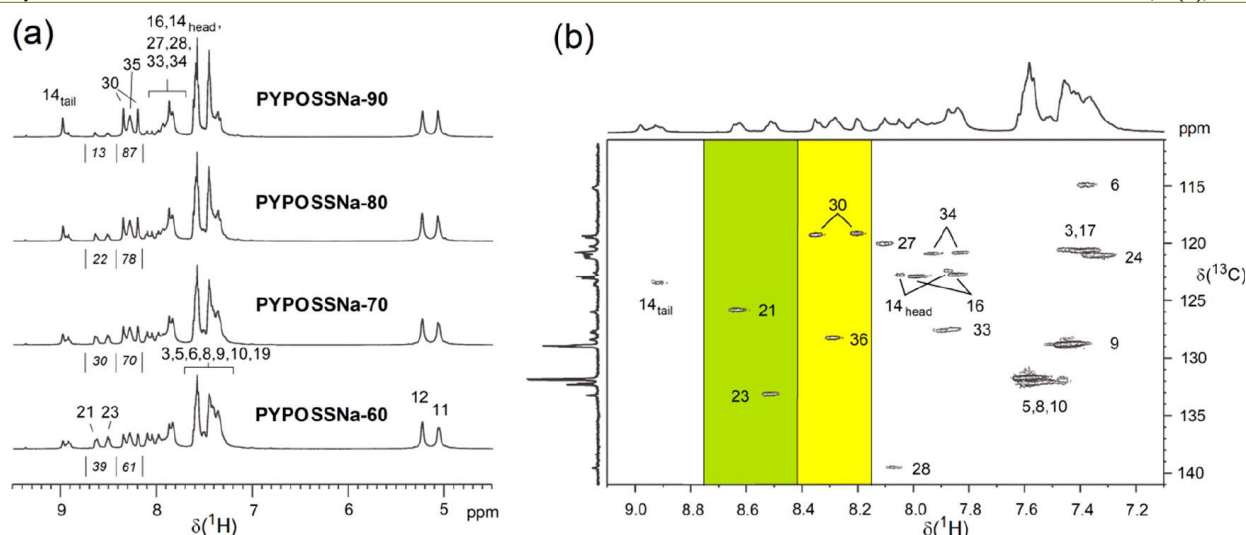 (a)
16,14head,
27,28,
33,34
35
30
14tail
PYPOSSNa-90
13 87
PYPOSSNa-80
22 78
PYPOSSNa-70
30 70
3,5,6,8,9,10,19
PYPOSSNa-60
21 23
12
11
39 61
9 8 7 6 5 ppm
δ(¹H)
(b)
ppm
6
115
30
34
3,17
120
27
24
δ(¹³C)
14tail
14head
16
125
21
33
36
9
130
23
5,8,10
135
28
140
9.0 8.8 8.6 8.4 8.2 8.0 7.8 7.6 7.4 7.2
δ(¹H)